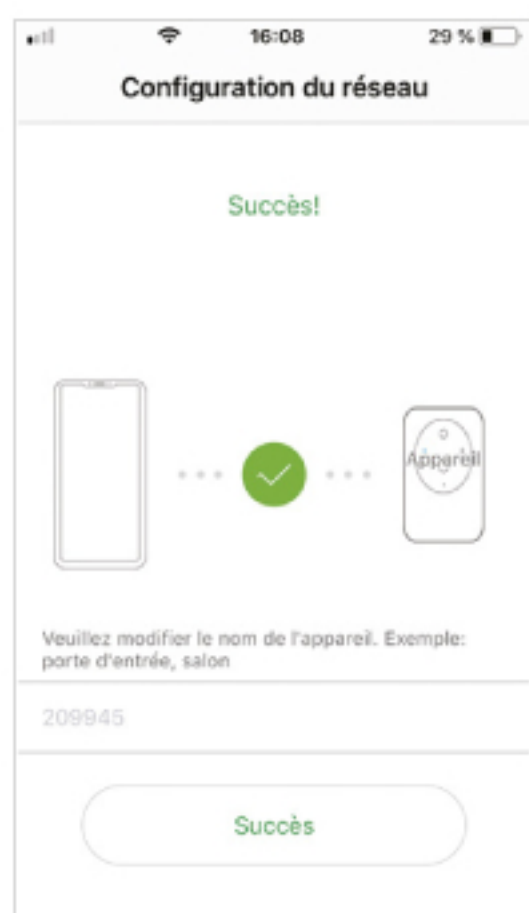 16:08 29 %
Configuration du réseau
Succès!
Appareil
Veuillez modifier le nom de l'appareil. Exemple:
porte d'entrée, salon
209945
Succès